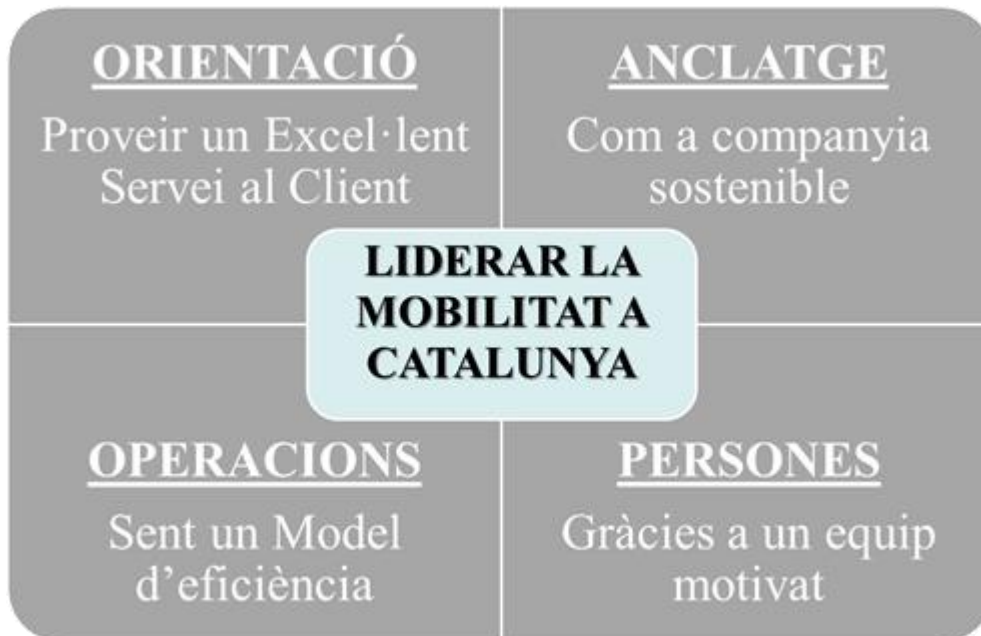 ORIENTACIÓ
Proveir un Excel·lent
Servei al Client
ANCLATGE
Com a companyia
sostenible
LIDERAR LA
MOBILITAT A
CATALUNYA
OPERACIONS
Sent un Model
d’eficiència
PERSONES
Gràcies a un equip
motivat